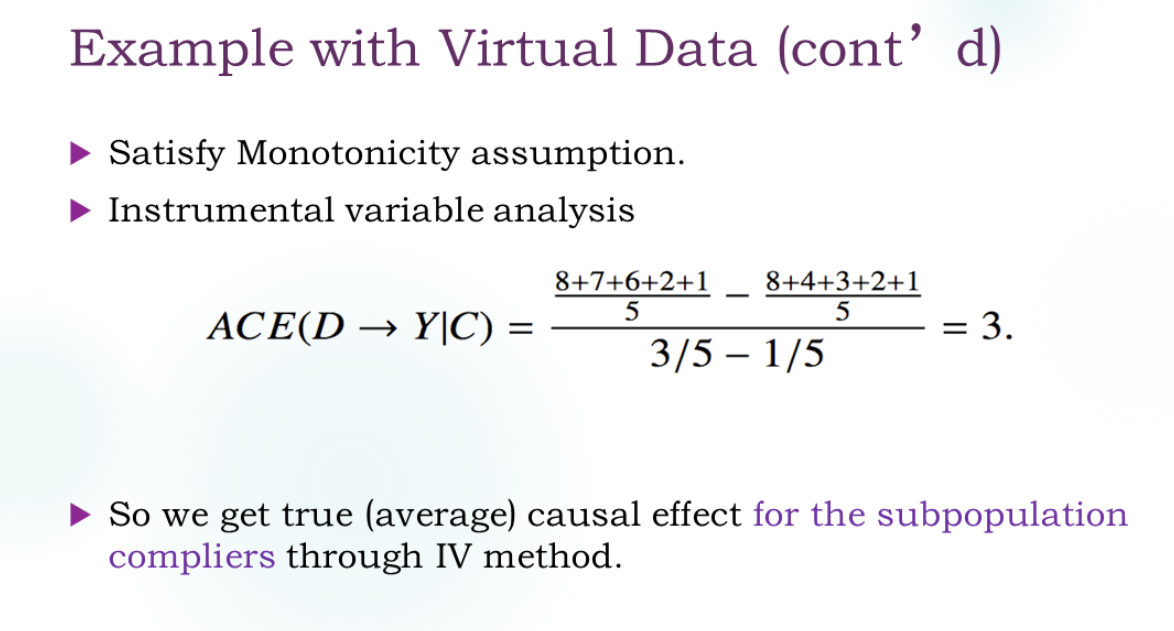 Example with Virtual Data (cont’ d)
▶ Satisfy Monotonicity assumption.
▶ Instrumental variable analysis
ACE(D → Y|C) = \frac{\frac{8+7+6+2+1}{5} - \frac{8+4+3+2+1}{5}}{3/5 - 1/5} = 3.
▶ So we get true (average) causal effect for the subpopulation
compliers through IV method.